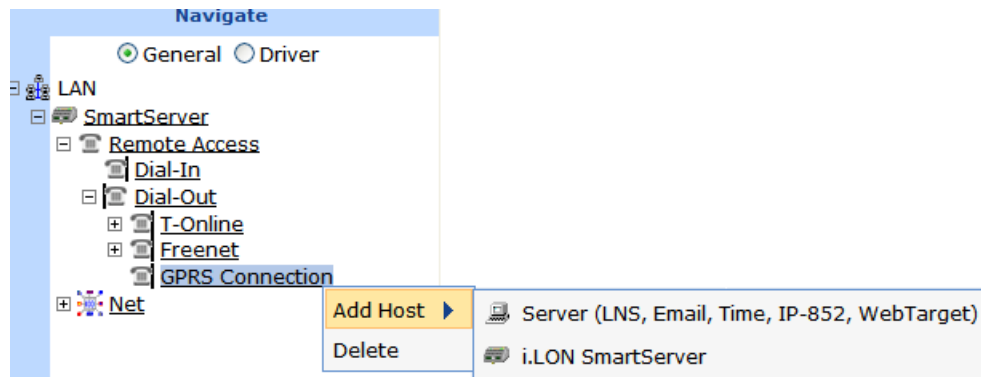 Navigate
General Driver
LAN
SmartServer
Remote Access
Dial-In
Dial-Out
T-Online
Freenet
GPRS Connection
Net
Add Host
Delete
Server (LNS, Email, Time, IP-852, WebTarget)
i.LON SmartServer